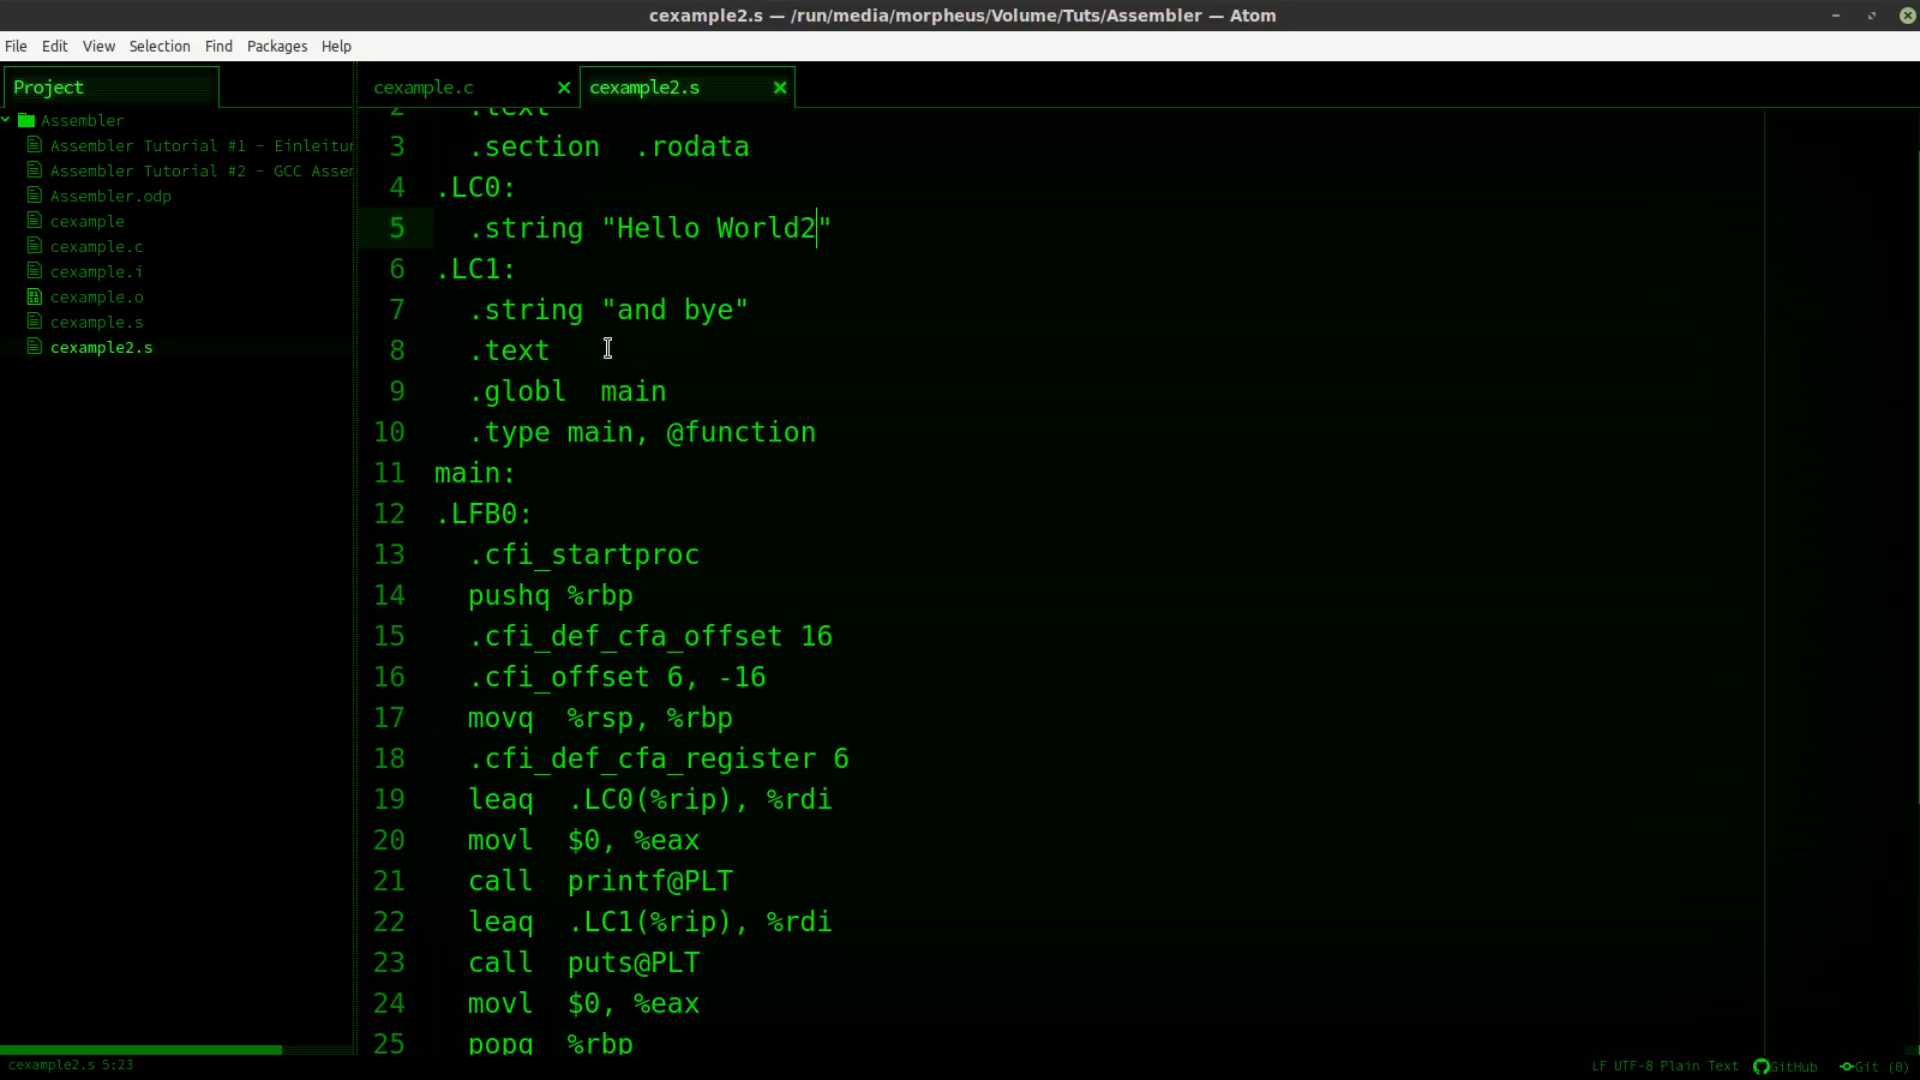 cexample2.s — /run/media/morpheus/Volume/Tuts/Assembler — Atom
File Edit View Selection Find Packages Help
Project
Assembler
Assembler Tutorial #1 - Einleitu
Assembler Tutorial #2 - GCC Asse
Assembler.odp
cexample
cexample.c
cexample.i
cexample.o
cexample.s
cexample2.s
cexample.c cexample2.s
2 .text
3 .section .rodata
4 .LC0:
5 .string "Hello World2"
6 .LC1:
7 .string "and bye"
8 .text
9 .globl main
10 .type main, @function
11 main:
12 .LFB0:
13 .cfi_startproc
14 pushq %rbp
15 .cfi_def_cfa_offset 16
16 .cfi_offset 6, -16
17 movq %rsp, %rbp
18 .cfi_def_cfa_register 6
19 leaq .LC0(%rip), %rdi
20 movl $0, %eax
21 call printf@PLT
22 leaq .LC1(%rip), %rdi
23 call puts@PLT
24 movl $0, %eax
25 popq %rbp
cexample2.s 5:23
LF UTF-8 Plain Text GitHub Git (0)